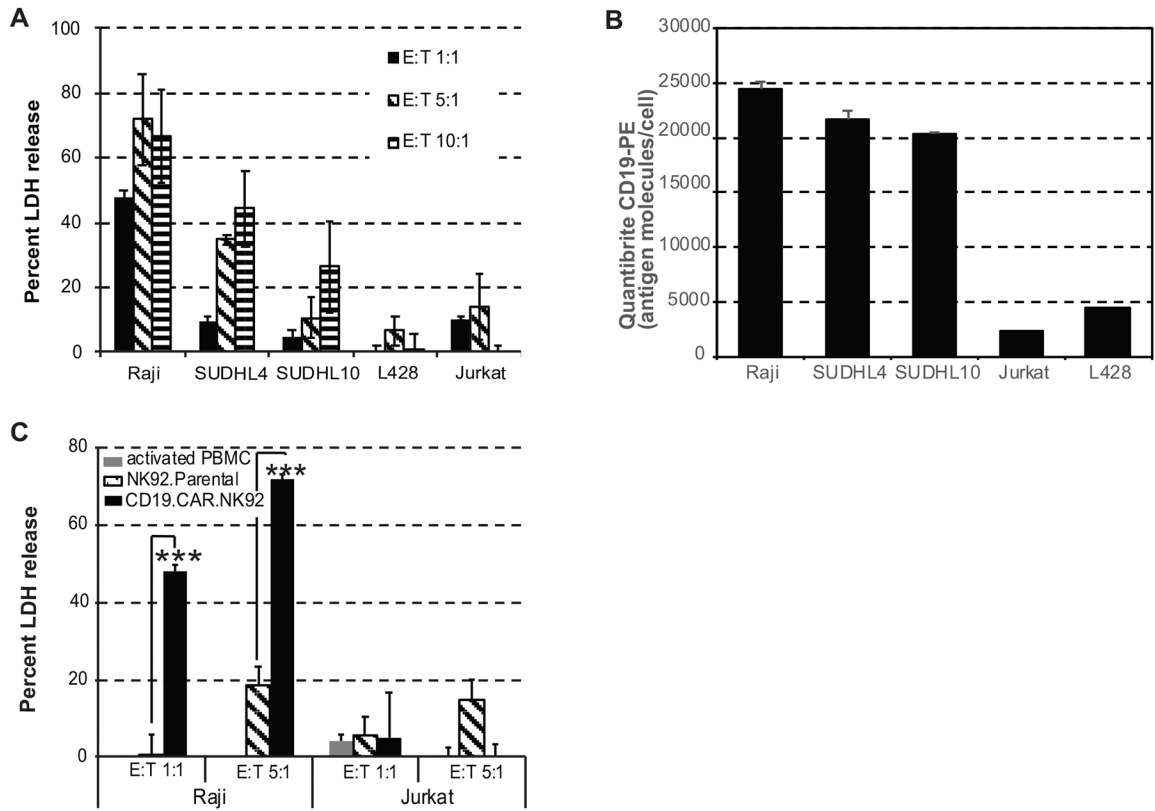 A
Percent LDH release
100
80
60
40
20
0
E:T 1:1
E:T 5:1
E:T 10:1
Raji SUDHL4 SUDHL10 L428 Jurkat
B
Quantibrite CD19-PE
(antigen molecules/cell)
30000
25000
20000
15000
10000
5000
0
Raji SUDHL4 SUDHL10 Jurkat L428
C
Percent LDH release
80
60
40
20
0
activated PBMC
NK92.Parental
CD19.CAR.NK92
***
***
E:T 1:1 E:T 5:1 E:T 1:1 E:T 5:1
Raji Jurkat